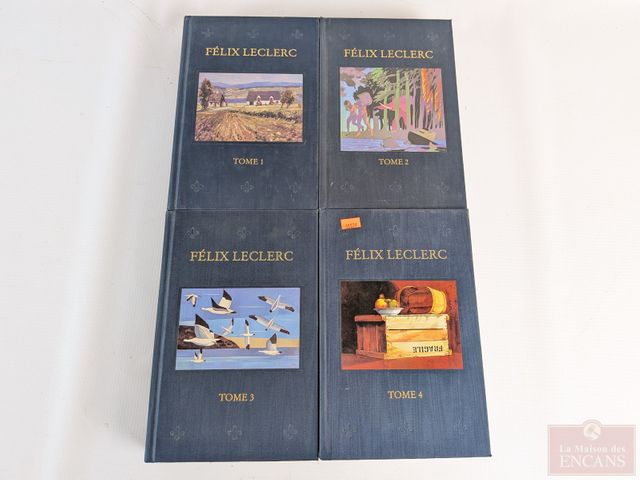 FÉLIX LECLERC
TOME 1
FÉLIX LECLERC
TOME 2
FÉLIX LECLERC
TOME 3
FÉLIX LECLERC
FRAGILE
TOME 4
La Maison des
ENCANS